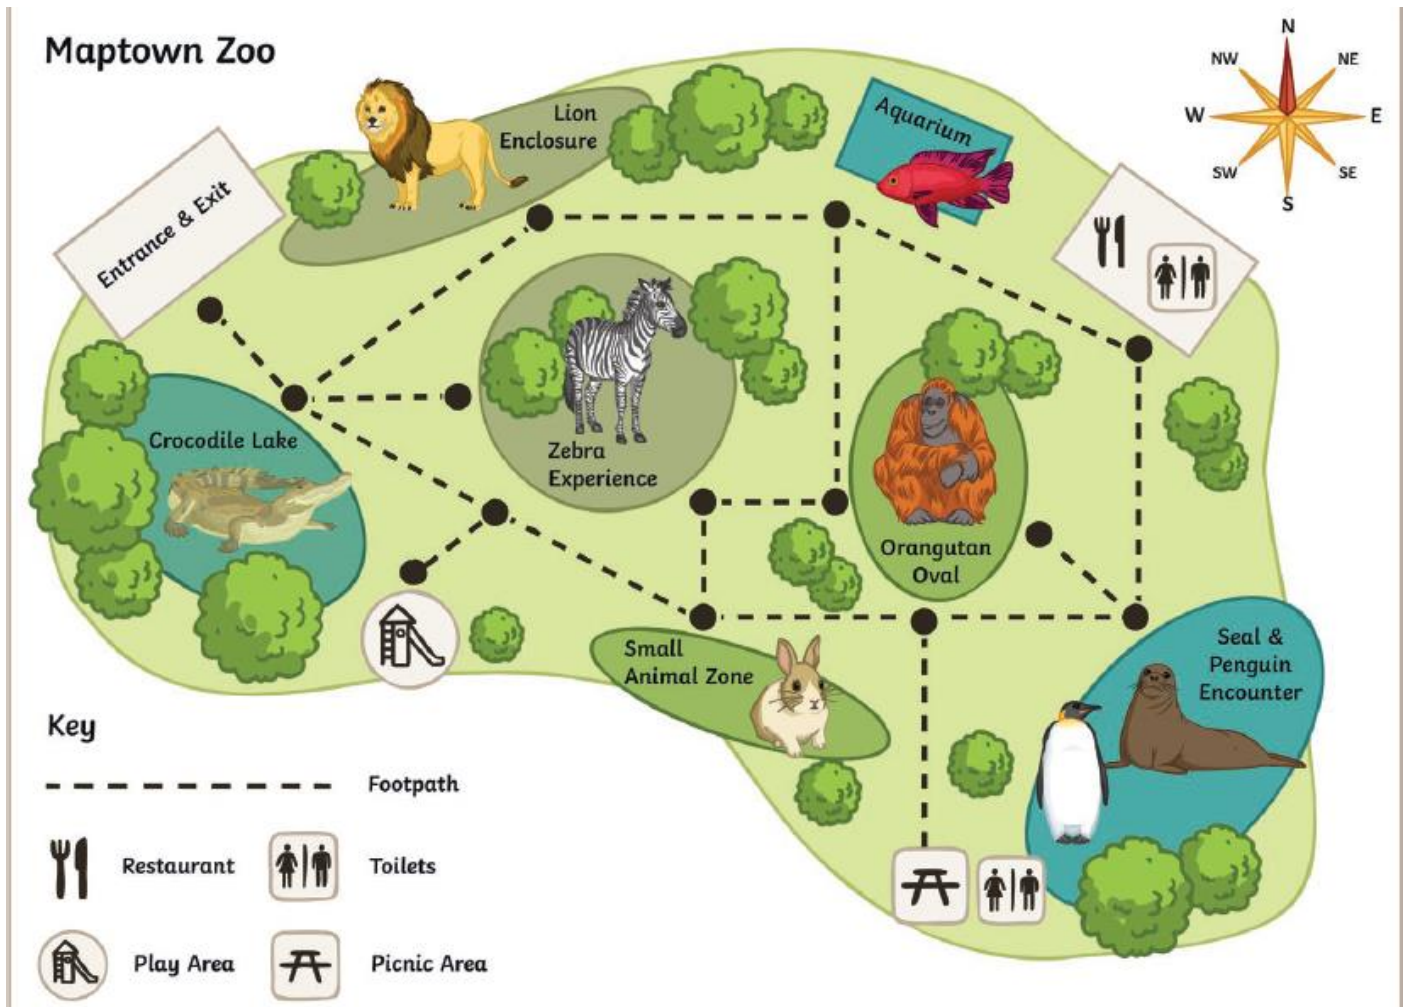 Maptown Zoo
N
NW
NE
W
E
SW
SE
S
Lion
Enclosure
Aquarium
Entrance & Exit
Crocodile Lake
Zebra
Experience
Orangutan
Oval
Small
Animal Zone
Seal &
Penguin
Encounter
Key
Footpath
Restaurant
Toilets
Play Area
Picnic Area